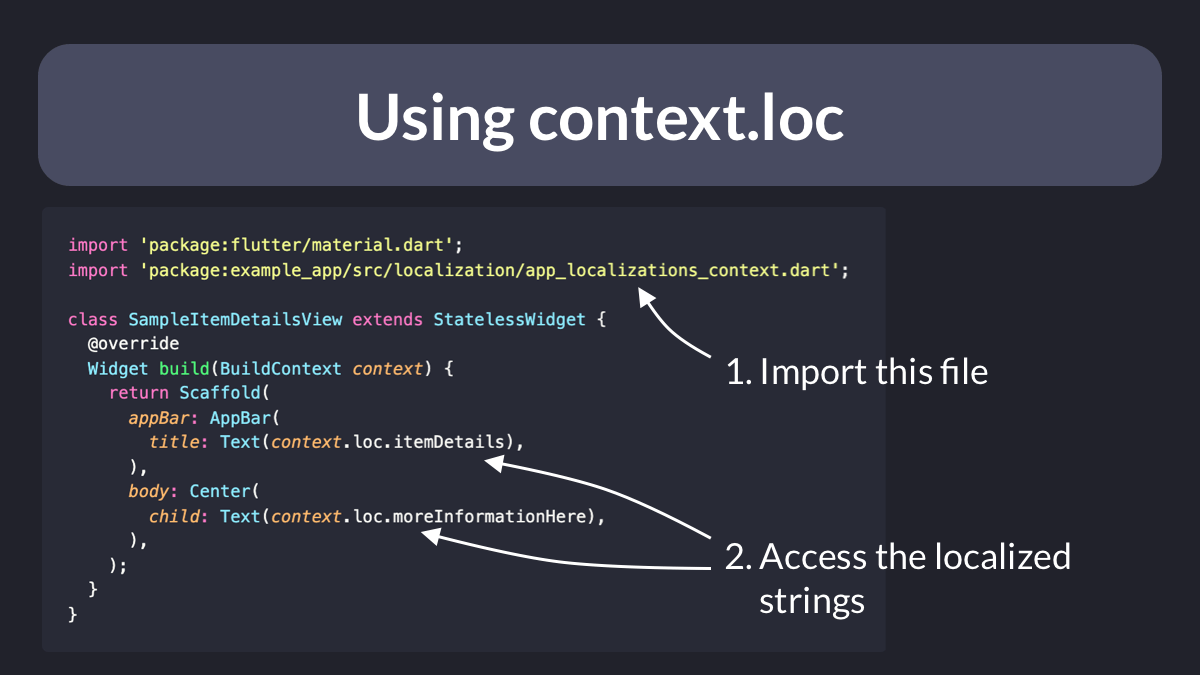 Using context.loc
import 'package:flutter/material.dart';
import 'package:example_app/src/localization/app_localizations_context.dart';
class SampleItemDetailsView extends StatelessWidget {
  @override
  Widget build(BuildContext context) {
    return Scaffold(
      appBar: AppBar(
        title: Text(context.loc.itemDetails),
      ),
      body: Center(
        child: Text(context.loc.moreInformationHere),
      ),
    );
  }
}
1. Import this file
2. Access the localized
strings